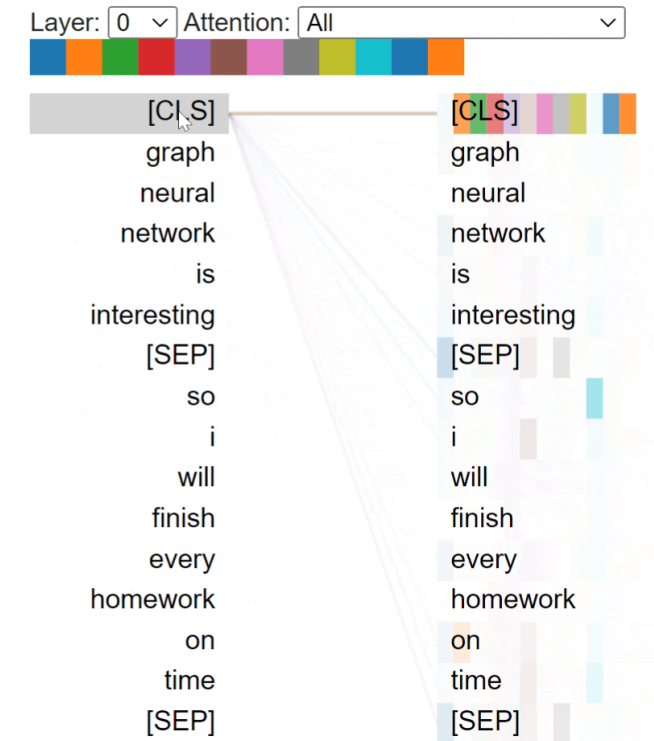 Layer: 0 Attention: All
[CLS] [CLS]
graph graph
neural neural
network network
is is
interesting interesting
[SEP] [SEP]
so so
i i
will will
finish finish
every every
homework homework
on on
time time
[SEP] [SEP]